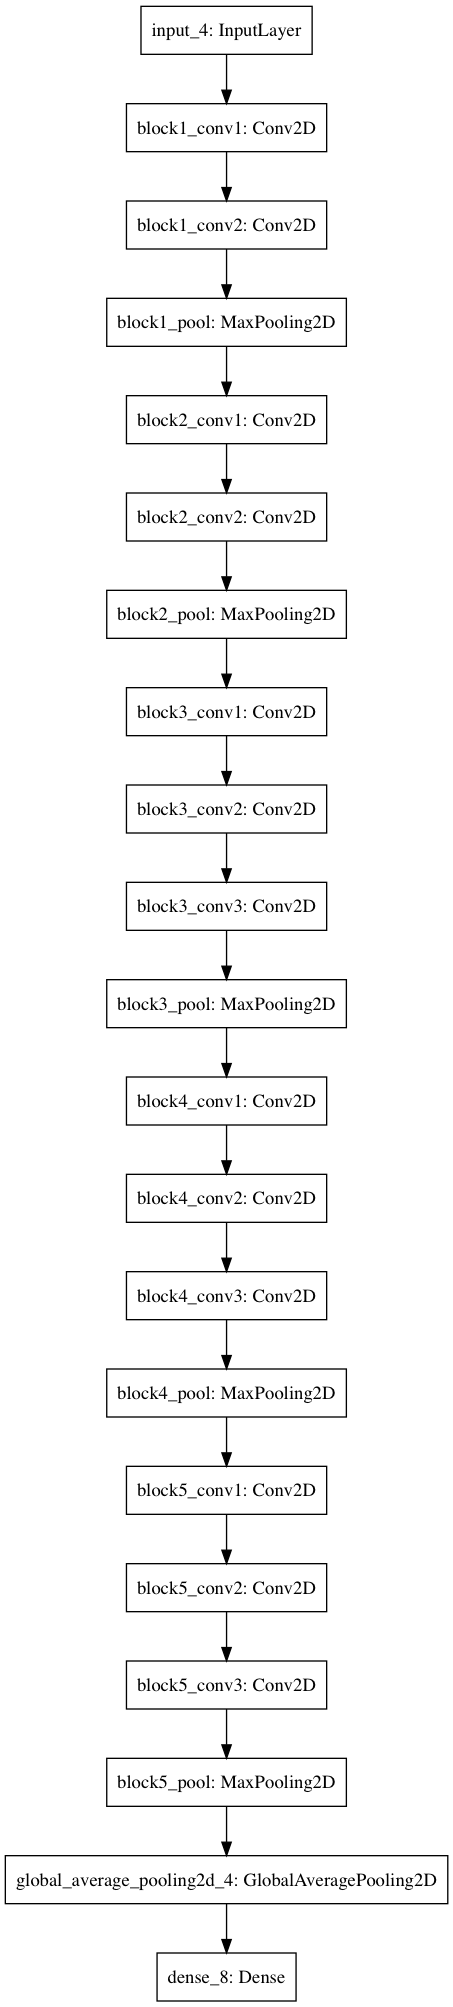 input_4: InputLayer
block1_conv1: Conv2D
block1_conv2: Conv2D
block1_pool: MaxPooling2D
block2_conv1: Conv2D
block2_conv2: Conv2D
block2_pool: MaxPooling2D
block3_conv1: Conv2D
block3_conv2: Conv2D
block3_conv3: Conv2D
block3_pool: MaxPooling2D
block4_conv1: Conv2D
block4_conv2: Conv2D
block4_conv3: Conv2D
block4_pool: MaxPooling2D
block5_conv1: Conv2D
block5_conv2: Conv2D
block5_conv3: Conv2D
block5_pool: MaxPooling2D
global_average_pooling2d_4: GlobalAveragePooling2D
dense_8: Dense